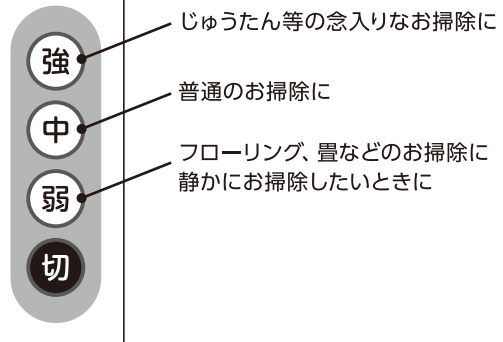 強
じゅうたん等の念入りなお掃除に
中
普通のお掃除に
弱
フローリング、畳などのお掃除に
静かにお掃除したいときに
切